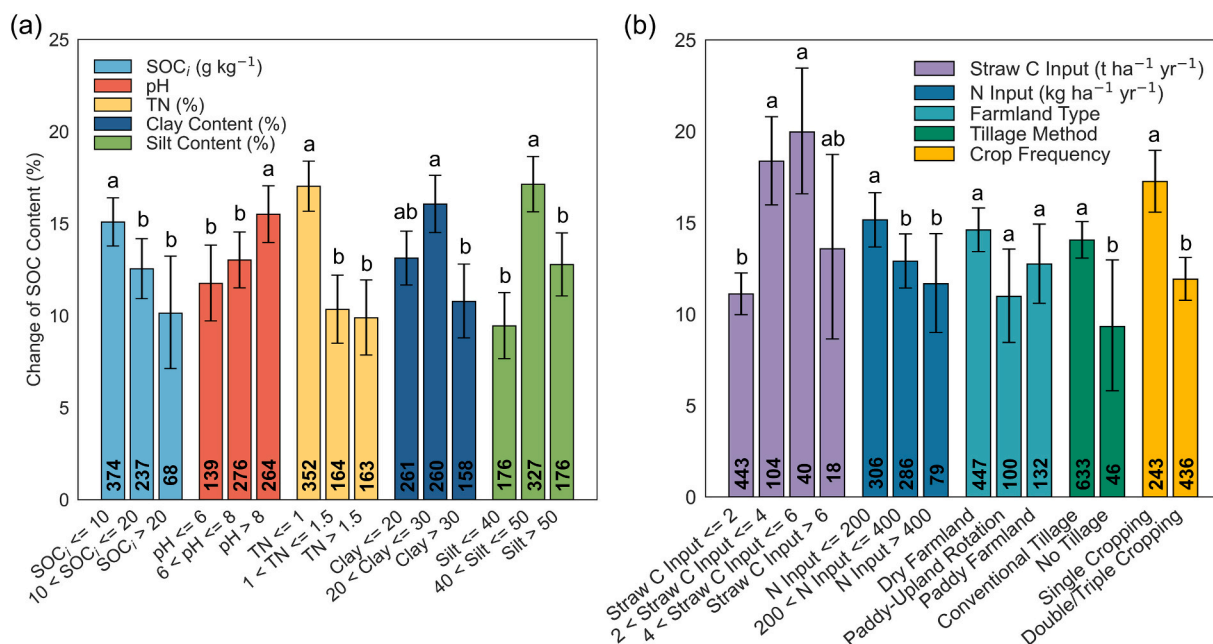 (a)
Change of SOC Content (%)
25
20
15
10
5
0
SOCᵢ (g kg⁻¹)
pH
TN (%)
Clay Content (%)
Silt Content (%)
a
b
b
b
b
a
a
b
b
ab
a
b
b
a
b
374
237
68
139
276
264
352
164
163
261
260
158
176
327
176
SOCᵢ <= 10
10 < SOCᵢ <= 20
SOCᵢ > 20
pH <= 6
6 < pH <= 8
pH > 8
TN <= 1
1 < TN <= 1.5
TN > 1.5
Clay <= 20
20 < Clay <= 30
Clay > 30
Silt <= 40
40 < Silt <= 50
Silt > 50
(b)
25
20
15
10
5
0
Straw C Input (t ha⁻¹ yr⁻¹)
N Input (kg ha⁻¹ yr⁻¹)
Farmland Type
Tillage Method
Crop Frequency
b
a
a
ab
a
b
b
a
a
a
a
b
a
b
443
104
40
18
306
286
79
447
100
132
633
46
243
436
Straw C Input <= 2
2 < Straw C Input <= 4
4 < Straw C Input <= 6
Straw C Input > 6
N Input <= 200
200 < N Input <= 400
N Input > 400
Dry Farmland
Paddy-Upland Rotation
Paddy Farmland
Conventional Tillage
No Tillage
Single Cropping
Double/Triple Cropping